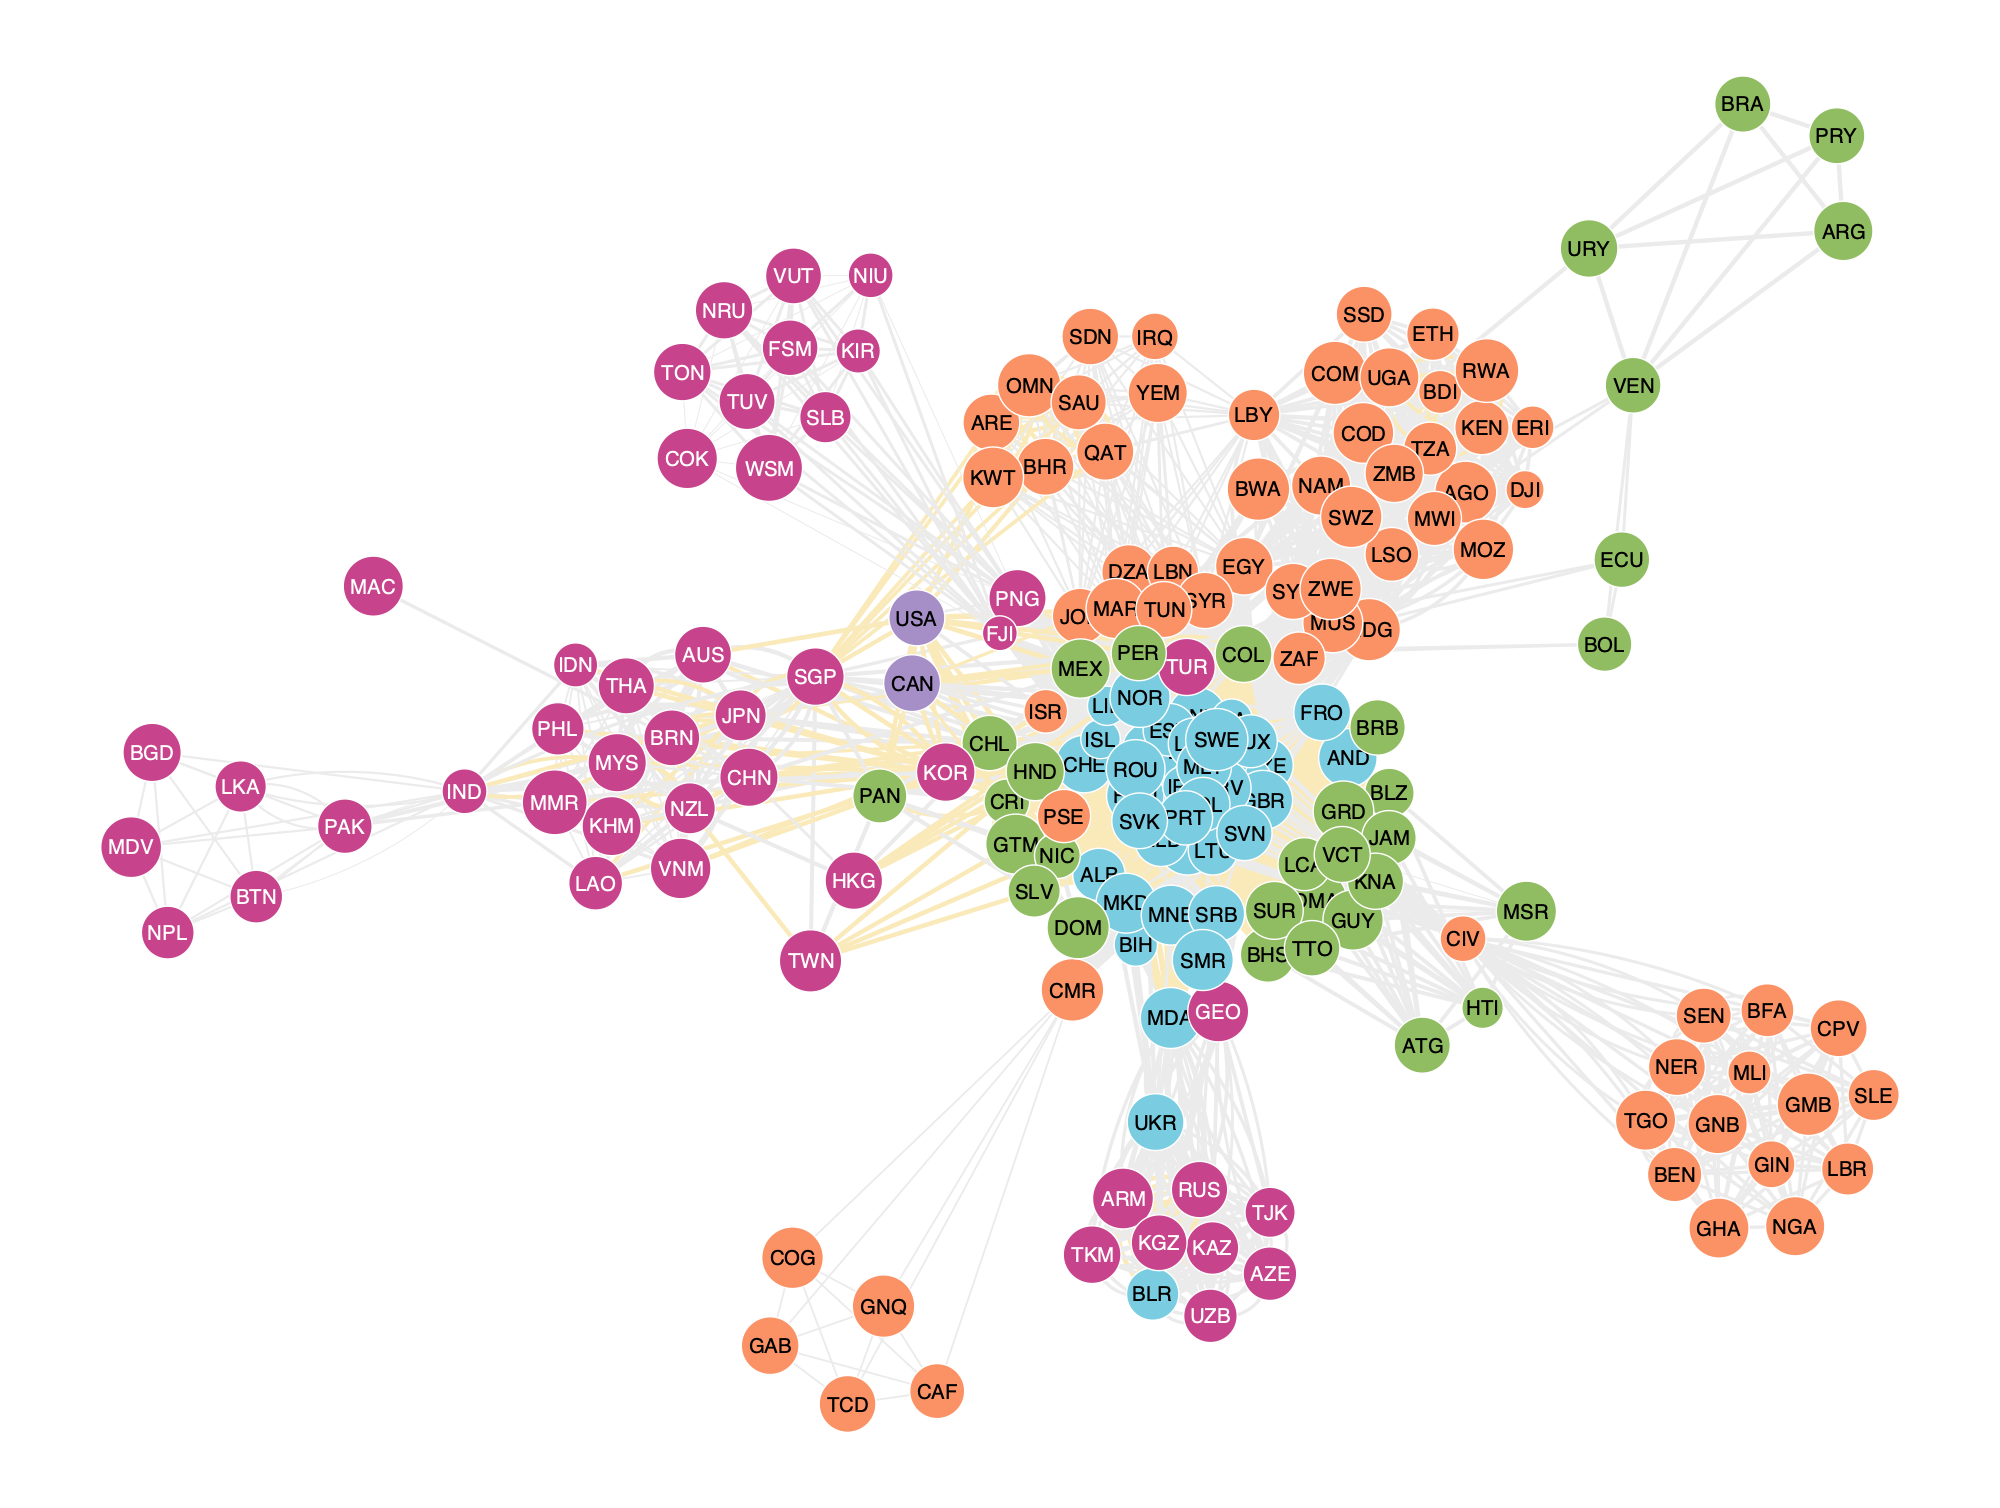 BRA
PRY
ARG
URY
VEN
ECU
BOL
VUT
NIU
NRU
FSM
KIR
TON
TUV
SLB
COK
WSM
SDN
IRQ
OMN
SAU
YEM
ARE
QAT
BHR
KWT
LBY
SSD
ETH
COM
UGA
BDI
RWA
COD
TZA
KEN
ERI
ZMB
BWA
NAM
AGO
DJI
SWZ
MWI
LSO
MOZ
DZA
LBN
EGY
MAR
TUN
SYR
ZWE
MUS
ZAF
MAC
USA
PNG
FJI
CAN
IDN
THA
AUS
SGP
PHL
BRN
JPN
MYS
CHN
MMR
KHM
NZL
LAO
VNM
KOR
HKG
TWN
BGD
LKA
IND
PAK
MDV
BTN
NPL
MEX
PER
TUR
COL
NOR
ISR
ISL
SWE
FRO
BRB
AND
CHL
HND
CHE
ROU
PAN
PSE
GTM
NIC
SLV
DOM
SVK
PRT
GBR
SVN
GRD
BLZ
JAM
VCT
KNA
SUR
GUY
TTO
BHS
MSR
CIV
HTI
ATG
MKD
MNE
SRB
BIH
SMR
CMR
MDA
GEO
UKR
ARM
RUS
TJK
TKM
KGZ
KAZ
AZE
BLR
UZB
COG
GNQ
GAB
TCD
CAF
SEN
BFA
CPV
NER
MLI
SLE
TGO
GNB
GMB
BEN
GIN
LBR
GHA
NGA